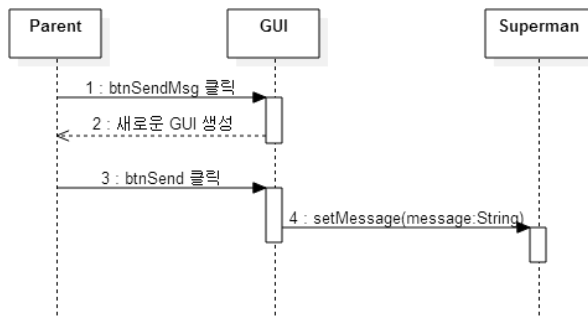 Parent
GUI
Superman
1 : btnSendMsg 클릭
2 : 새로운 GUI 생성
3 : btnSend 클릭
4 : setMessage(message:String)